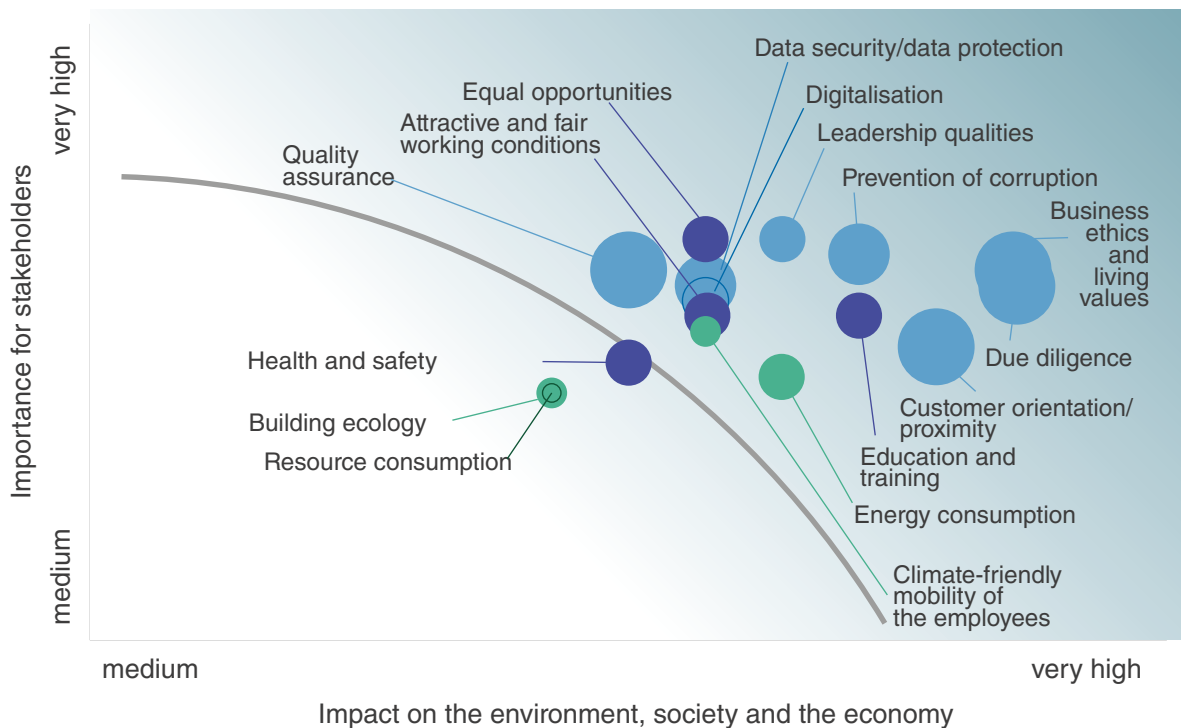 Data security/data protection
Equal opportunities
Digitalisation
Attractive and fair
working conditions
Leadership qualities
Quality
assurance
Prevention of corruption
Business
ethics
and
living
values
Due diligence
Health and safety
Customer orientation/
proximity
Building ecology
Resource consumption
Education and
training
Energy consumption
Climate-friendly
mobility of
the employees
very high
Importance for stakeholders
medium
medium
very high
Impact on the environment, society and the economy